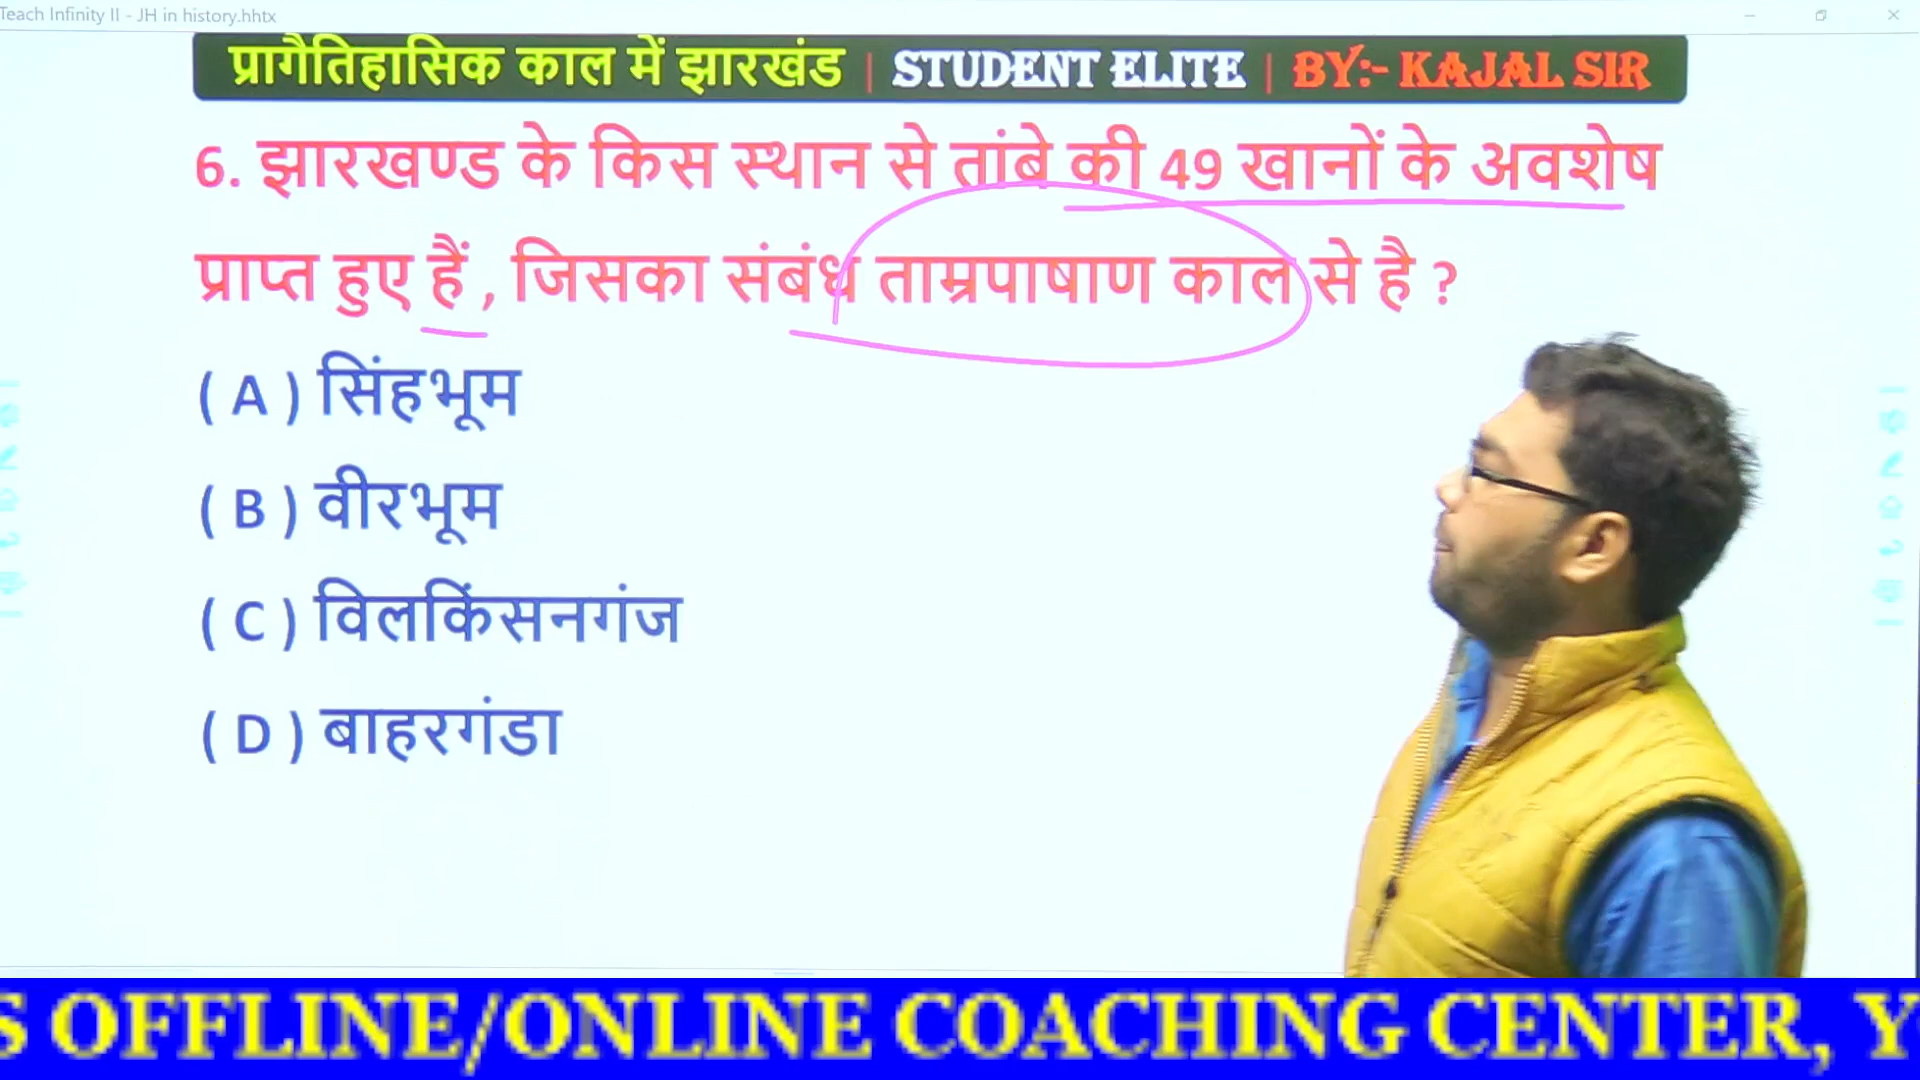 Teach Infinity II - JH in history.hhtx
प्रागैतिहासिक काल में झारखंड | STUDENT ELITE | BY:- KAJAL SIR
6. झारखण्ड के किस स्थान से तांबे की 49 खानों के अवशेष
प्राप्त हुए हैं , जिसका संबंध ताम्रपाषाण काल से है ?
( A ) सिंहभूम
( B ) वीरभूम
( C ) विलकिंसनगंज
( D ) बाहरगंडा
S OFFLINE/ONLINE COACHING CENTER,